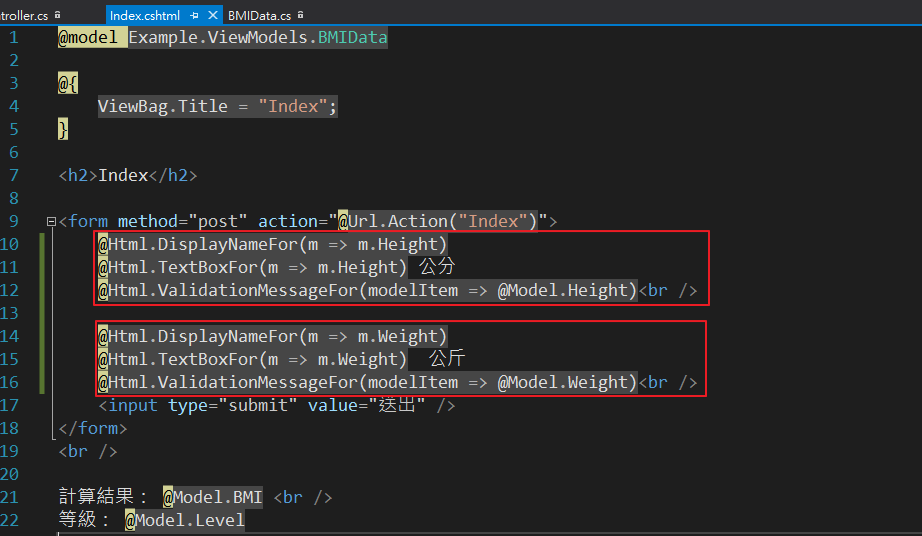 troller.cs Index.cshtml BMIData.cs
1 @model Example.ViewModels.BMIData
2
3 @{
4 ViewBag.Title = "Index";
5 }
6
7 <h2>Index</h2>
8
9 <form method="post" action="@Url.Action("Index")">
10 @Html.DisplayNameFor(m => m.Height)
11 @Html.TextBoxFor(m => m.Height) 公分
12 @Html.ValidationMessageFor(modelItem => @Model.Height)<br />
13
14 @Html.DisplayNameFor(m => m.Weight)
15 @Html.TextBoxFor(m => m.Weight) 公斤
16 @Html.ValidationMessageFor(modelItem => @Model.Weight)<br />
17 <input type="submit" value="送出" />
18 </form>
19 <br />
20
21 計算結果： @Model.BMI <br />
22 等級： @Model.Level